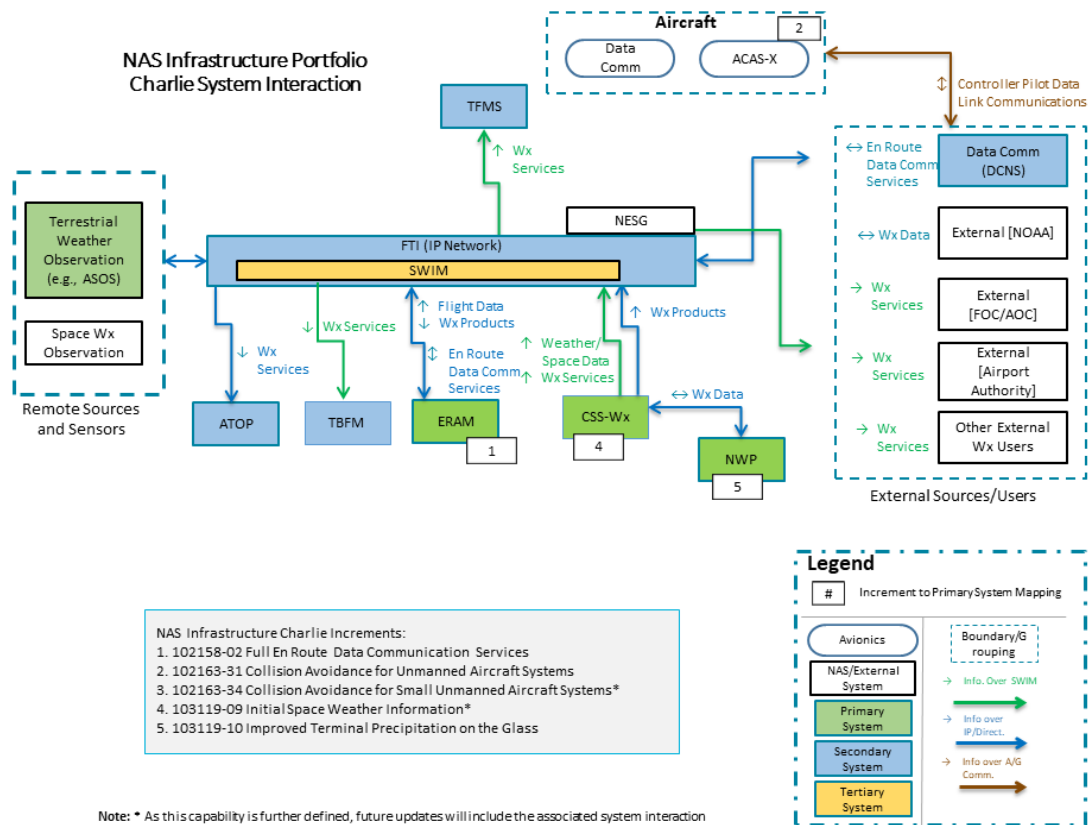 NAS Infrastructure Portfolio
Charlie System Interaction
Aircraft
2
Data
Comm
ACAS-X
↕ Controller Pilot Data
Link Communications
TFMS
↑ Wx
Services
Terrestrial
Weather
Observation
(e.g., ASOS)
Space Wx
Observation
Remote Sources
and Sensors
NESG
FTI (IP Network)
SWIM
↓ Wx
Services
↓ Wx Services
↑ Flight Data
↓ Wx Products
↕ En Route
Data Comm
Services
↑ Weather/
Space Data
↑ Wx Services
↑ Wx Products
↔ Wx Data
ATOP
TBFM
ERAM
1
CSS-Wx
4
NWP
5
↔ En Route
Data Comm
Services
Data Comm
(DCNS)
↔ Wx Data
External [NOAA]
→ Wx
Services
External
[FOC/AOC]
→ Wx
Services
External
[Airport
Authority]
→ Wx
Services
Other External
Wx Users
External Sources/Users
NAS Infrastructure Charlie Increments:
1. 102158-02 Full En Route Data Communication Services
2. 102163-31 Collision Avoidance for Unmanned Aircraft Systems
3. 102163-34 Collision Avoidance for Small Unmanned Aircraft Systems*
4. 103119-09 Initial Space Weather Information*
5. 103119-10 Improved Terminal Precipitation on the Glass
Legend
# Increment to Primary System Mapping
Avionics
NAS/External
System
Primary
System
Secondary
System
Tertiary
System
Boundary/G
rouping
→ Info. Over SWIM
→ Info over
IP/Direct.
→ Info over A/G
Comm.
Note: * As this capability is further defined, future updates will include the associated system interaction